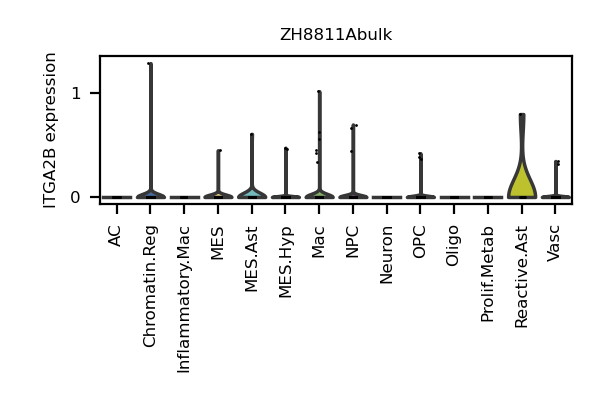 ZH8811Abulk
ITGA2B expression
1
0
AC
Chromatin.Reg
Inflammatory.Mac
MES
MES.Ast
MES.Hyp
Mac
NPC
Neuron
OPC
Oligo
Prolif.Metab
Reactive.Ast
Vasc